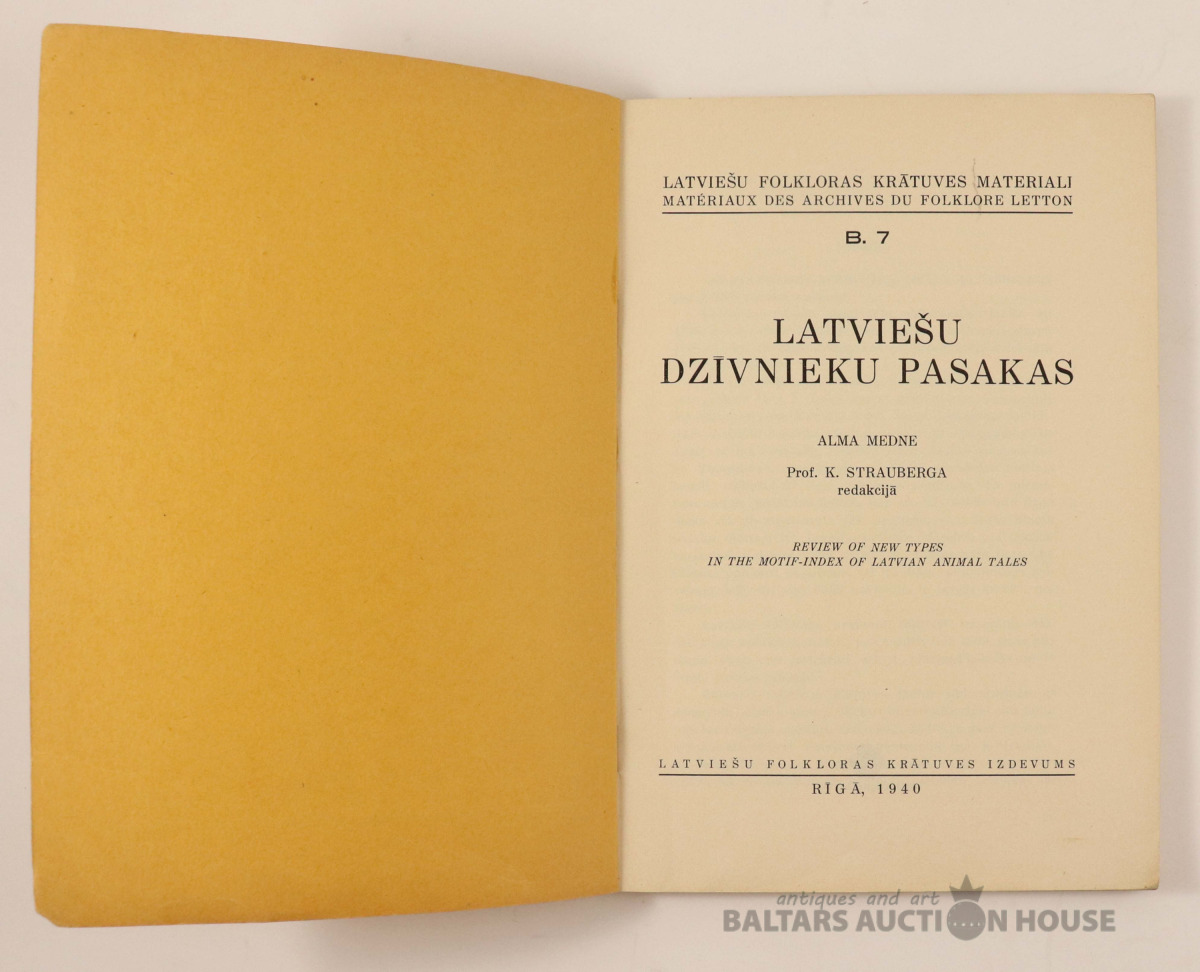 LATVIEŠU FOLKLORAS KRĀTUVES MATERIALI
MATÉRIAUX DES ARCHIVES DU FOLKLORE LETTON
B. 7
LATVIEŠU
DZĪVNIEKU PASAKAS
ALMA MEDNE
Prof. K. STRAUBERGA
redakcijā
REVIEW OF NEW TYPES
IN THE MOTIF-INDEX OF LATVIAN ANIMAL TALES
LATVIEŠU FOLKLORAS KRĀTUVES IZDEVUMS
RĪGĀ, 1940
antiques and art
BALTARS AUCTION HOUSE